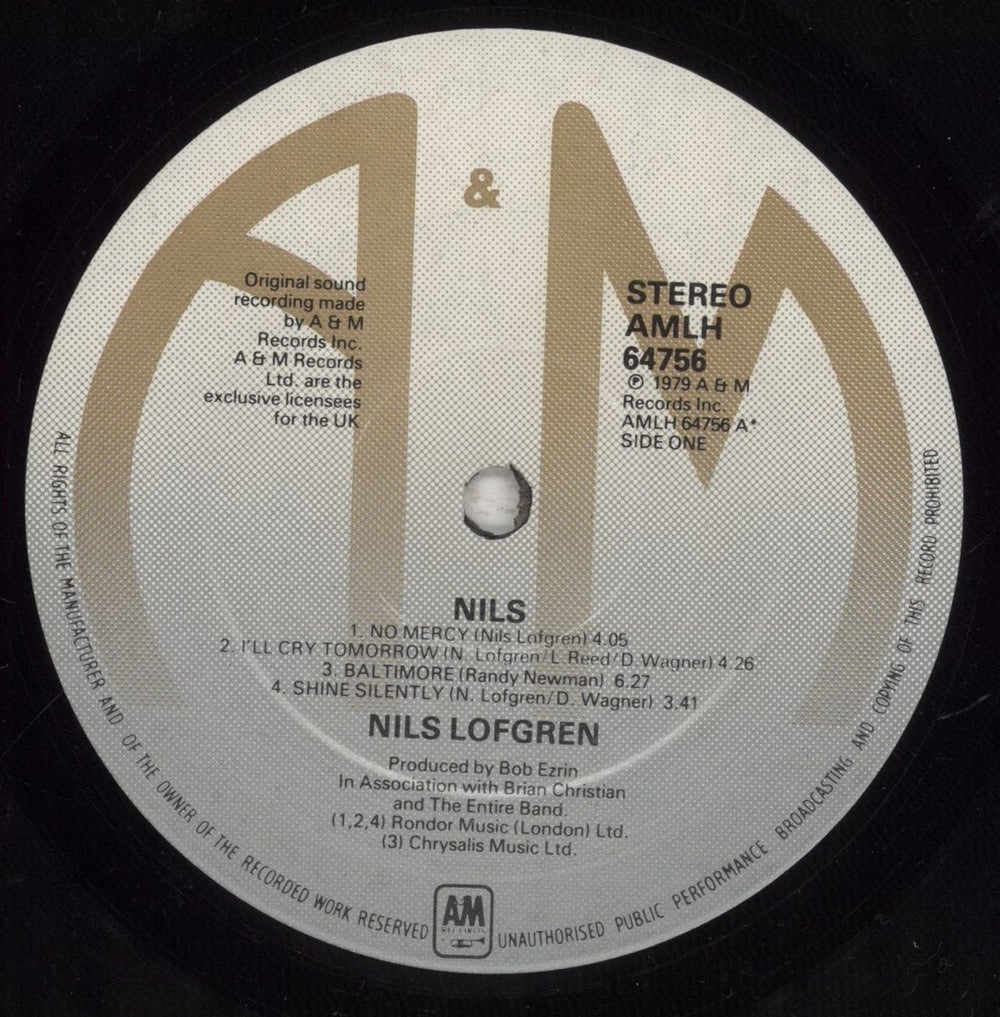 A & M
Original sound
recording made
by A & M
Records Inc.
A & M Records
Ltd. are the
exclusive licensees
for the UK
STEREO
AMLH
64756
Ⓟ 1979 A & M
Records Inc.
AMLH 64756 A*
SIDE ONE
NILS
1. NO MERCY (Nils Lofgren) 4.05
2. I'LL CRY TOMORROW (N. Lofgren/L. Reed/D. Wagner) 4.26
3. BALTIMORE (Randy Newman) 6.27
4. SHINE SILENTLY (N. Lofgren/D. Wagner) 3.41
NILS LOFGREN
Produced by Bob Ezrin
In Association with Brian Christian
and The Entire Band.
(1,2,4) Rondor Music (London) Ltd.
(3) Chrysalis Music Ltd.
ALL RIGHTS OF THE MANUFACTURER AND OF THE OWNER OF THE RECORDED WORK RESERVED
AM
RECORDS
UNAUTHORISED PUBLIC PERFORMANCE BROADCASTING AND COPYING OF THIS RECORD PROHIBITED